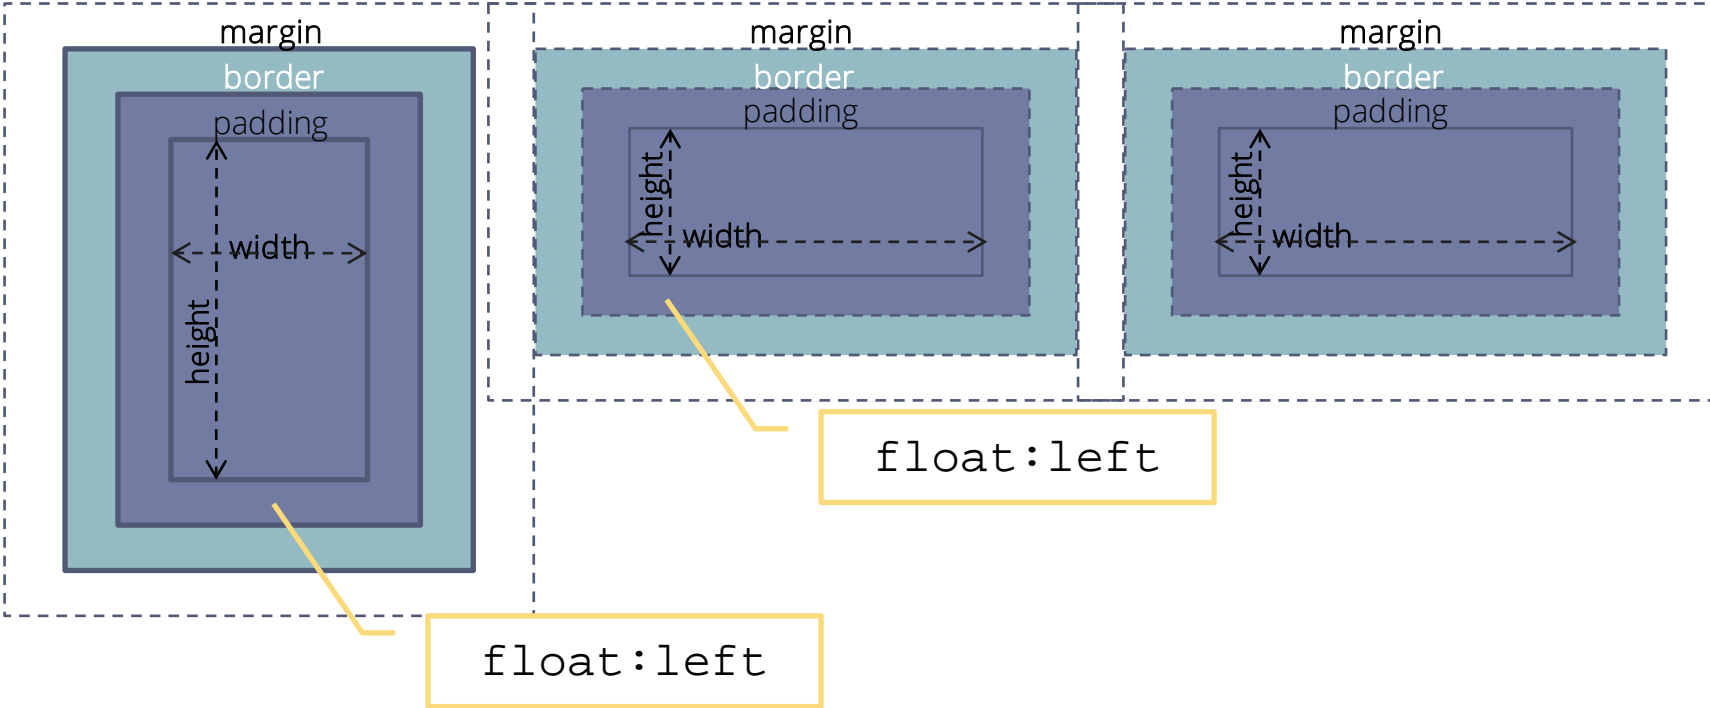 margin
border
padding
width
height
margin
border
padding
height
width
float:left
margin
border
padding
height
width
float:left